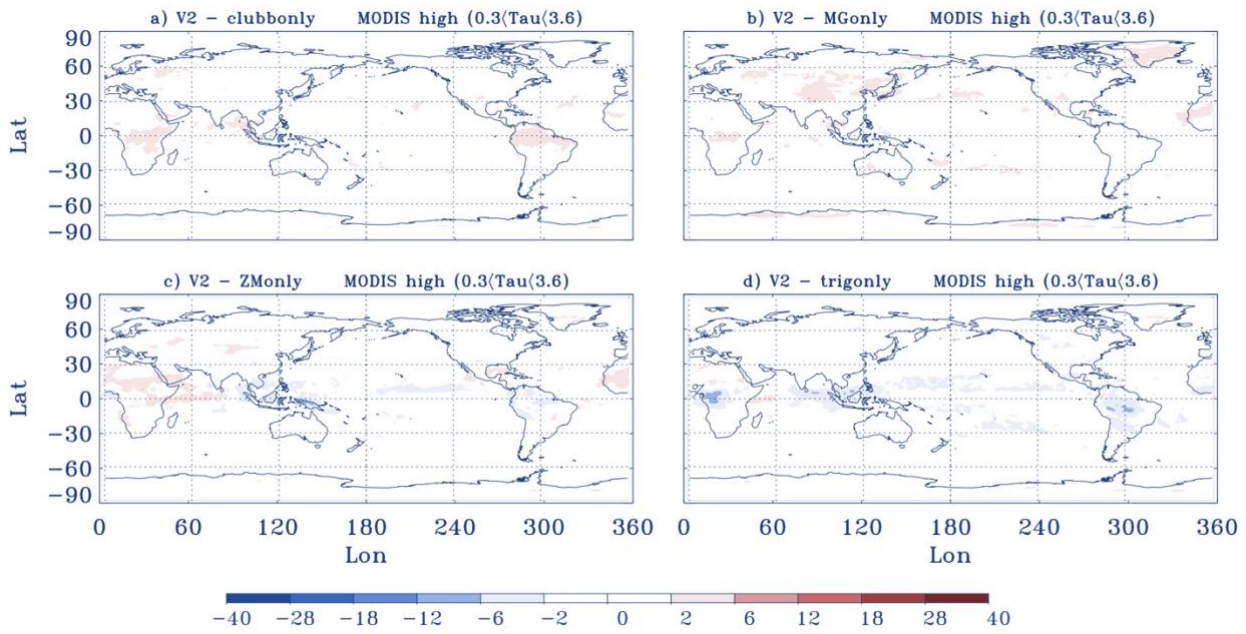 a) V2 − clubbonly MODIS high (0.3⟨Tau⟨3.6)
b) V2 − MGonly MODIS high (0.3⟨Tau⟨3.6)
90
60
30
0
−30
−60
−90
Lat
c) V2 − ZMonly MODIS high (0.3⟨Tau⟨3.6)
d) V2 − trigonly MODIS high (0.3⟨Tau⟨3.6)
90
60
30
0
−30
−60
−90
Lat
0 60 120 180 240 300 360
Lon
0 60 120 180 240 300 360
Lon
−40 −28 −18 −12 −6 −2 0 2 6 12 18 28 40